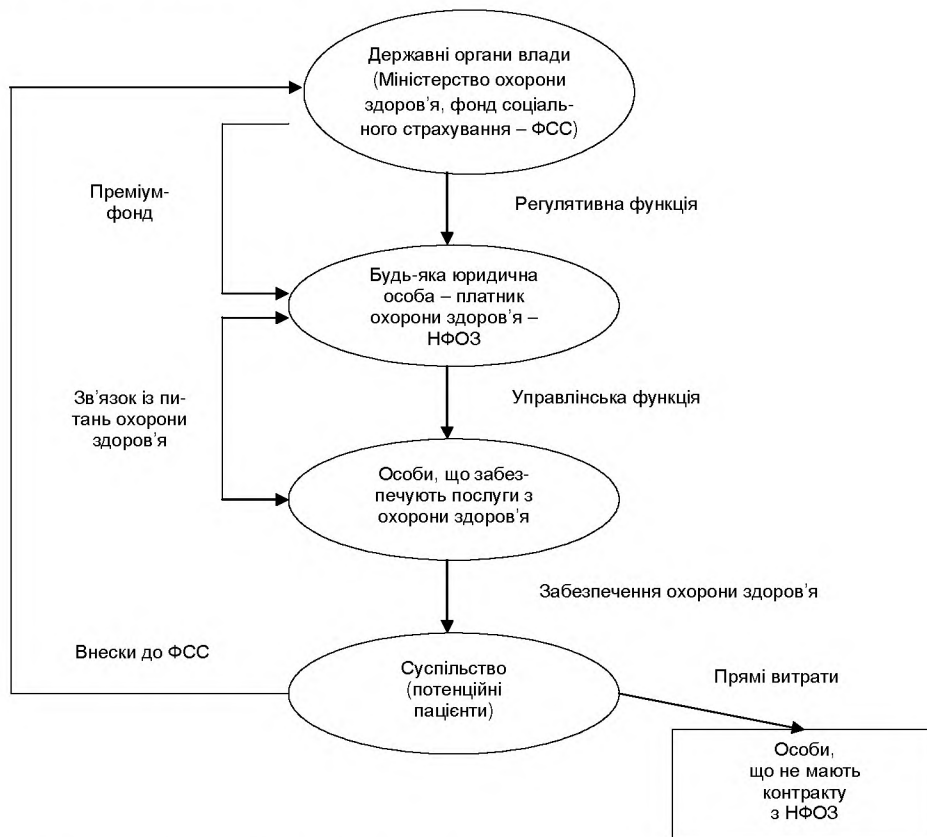 Державні органи влади
(Міністерство охорони
здоров'я, фонд соціаль-
ного страхування – ФСС)
Преміум-
фонд
Регулятивна функція
Будь-яка юридична
особа – платник
охорони здоров'я –
НФОЗ
Зв'язок із пи-
тань охорони
здоров'я
Управлінська функція
Особи, що забез-
печують послуги з
охорони здоров'я
Забезпечення охорони здоров'я
Внески до ФСС
Суспільство
(потенційні
пацієнти)
Прямі витрати
Особи,
що не мають
контракту
з НФОЗ